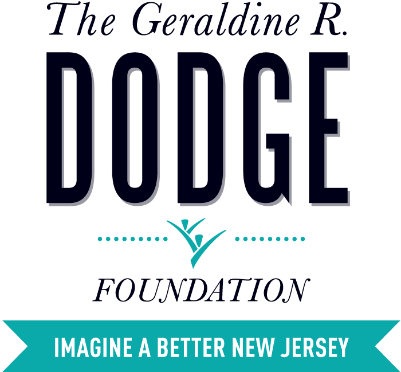 The Geraldine R.
DODGE
FOUNDATION
IMAGINE A BETTER NEW JERSEY